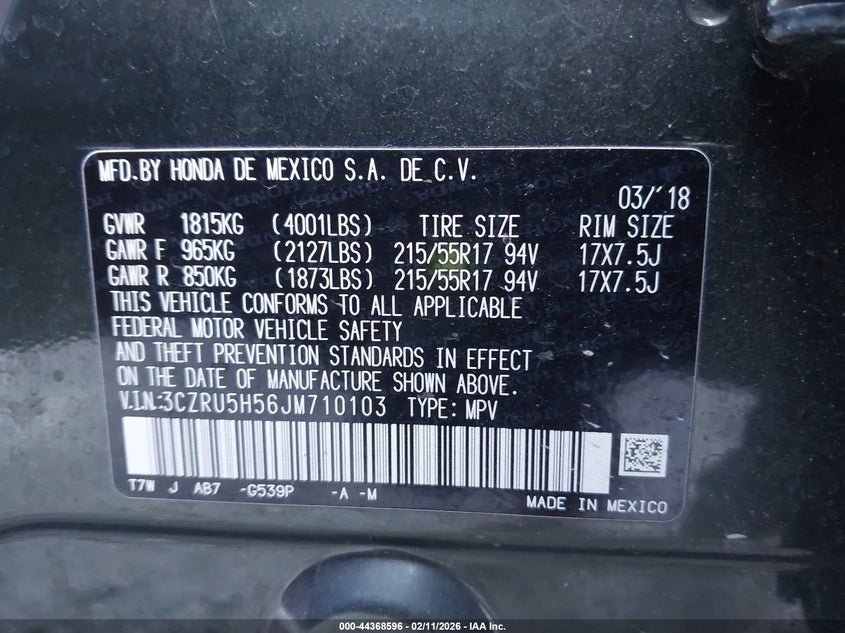 MFD.BY HONDA DE MEXICO S.A. DE C.V.
03/'18
GVWR 1815KG (4001LBS) TIRE SIZE RIM SIZE
GAWR F 965KG (2127LBS) 215/55R17 94V 17X7.5J
GAWR R 850KG (1873LBS) 215/55R17 94V 17X7.5J
THIS VEHICLE CONFORMS TO ALL APPLICABLE
FEDERAL MOTOR VEHICLE SAFETY
AND THEFT PREVENTION STANDARDS IN EFFECT
ON THE DATE OF MANUFACTURE SHOWN ABOVE.
V.I.N.:3CZRU5H56JM710103 TYPE: MPV
T7W J AB7 -G539P -A -M
MADE IN MEXICO
000-44368596 - 02/11/2026 - IAA Inc.